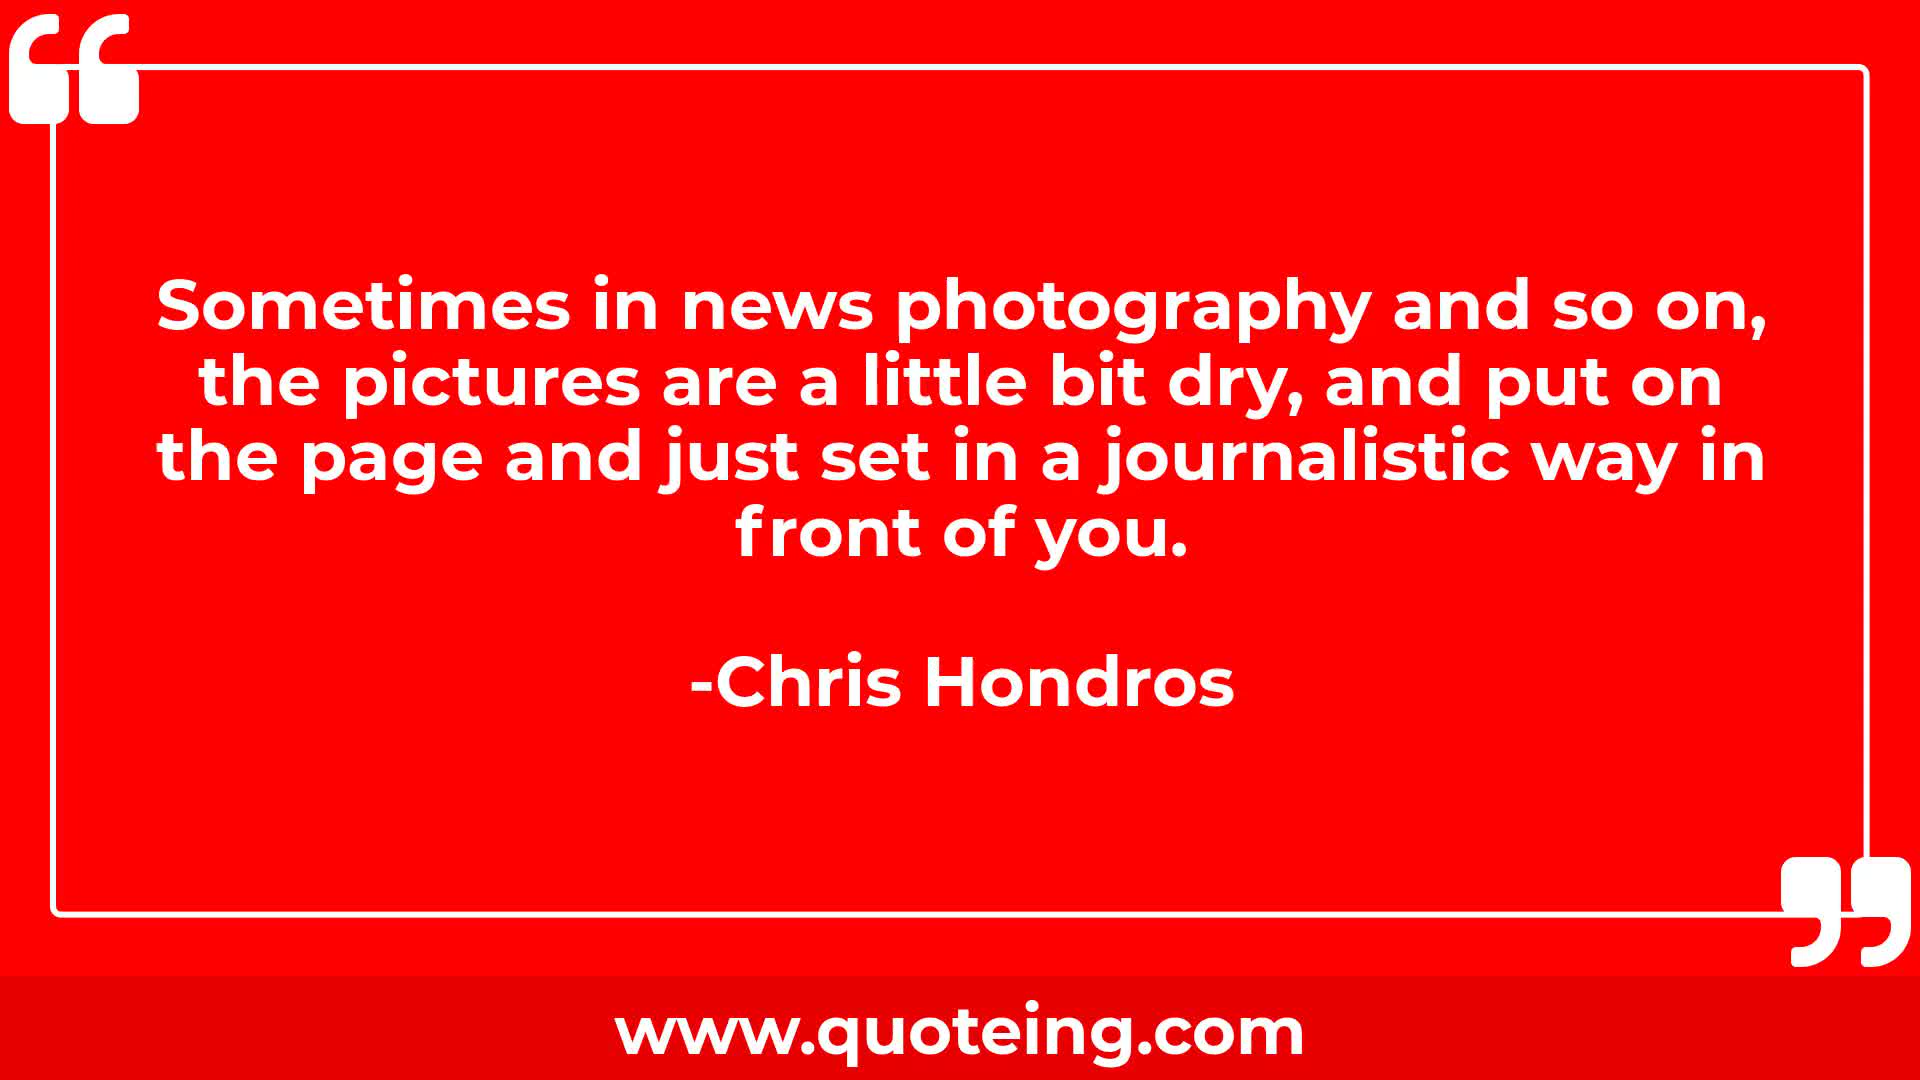 Sometimes in news photography and so on,
the pictures are a little bit dry, and put on
the page and just set in a journalistic way in
front of you.
-Chris Hondros
www.quoteing.com